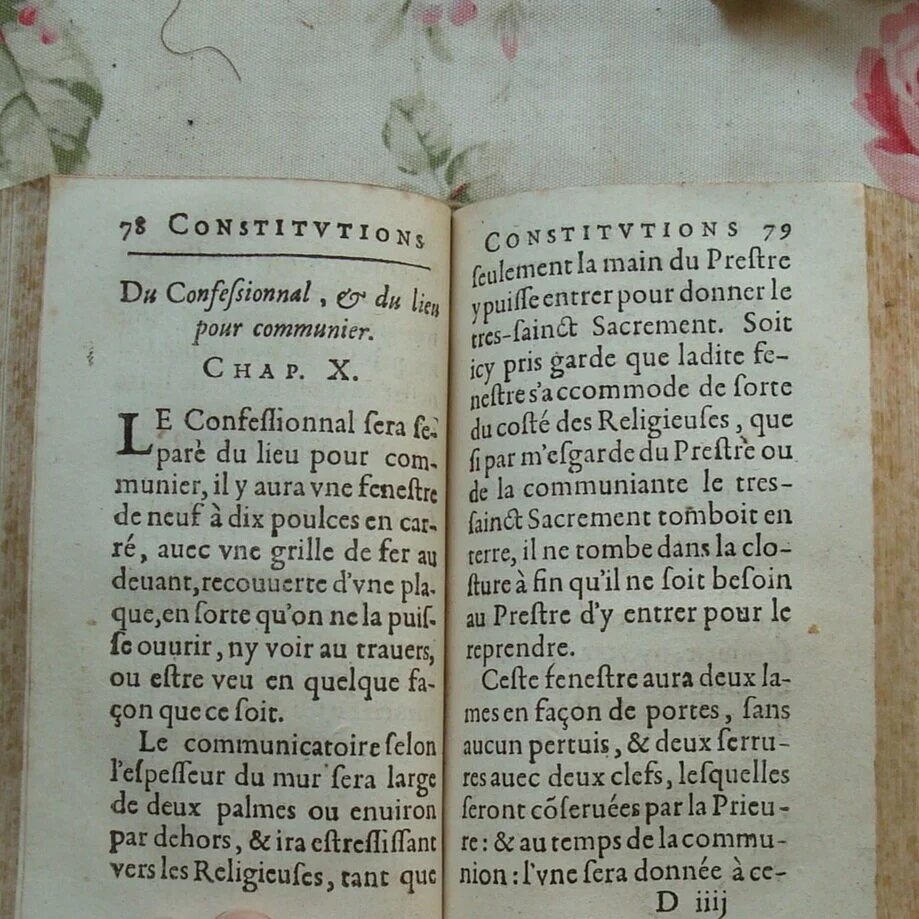 78 CONSTITVTIONS
Du Confeſſionnal, & du lieu
pour communier.
CHAP. X.
LE Confeſſionnal ſera ſe-
parè du lieu pour com-
munier, il y aura vne feneſtre
de neuf à dix poulces en car-
ré, auec vne grille de fer au
deuant, recouuerte d'vne pla-
que, en ſorte qu'on ne la puiſ-
ſe ouurir, ny voir au trauers,
ou eſtre veu en quelque fa-
çon que ce ſoit.
Le communicatoire ſelon
l'eſpeſſeur du mur ſera large
de deux palmes ou enuiron
par dehors, & ira eſtreſſiſſant
vers les Religieuſes, tant que
CONSTITVTIONS 79
ſeulement la main du Preſtre
y puiſſe entrer pour donner le
tres-ſainct Sacrement. Soit
icy pris garde que ladite fe-
neſtre s'accommode de ſorte
du coſté des Religieuſes, que
ſi par m'eſgarde du Preſtrè ou
de la communiante le tres-
ſainct Sacrement tomboit en
terre, il ne tombe dans la clo-
ſture à fin qu'il ne ſoit beſoin
au Preſtre d'y entrer pour le
reprendre.
Ceſte feneſtre aura deux la-
mes en façon de portes, ſans
aucun pertuis, & deux ſerru-
res auec deux clefs, leſquelles
ſeront cõſeruées par la Prieu-
re: & au temps de la commu-
nion: l'vne ſera donnée à ce-
D iiij